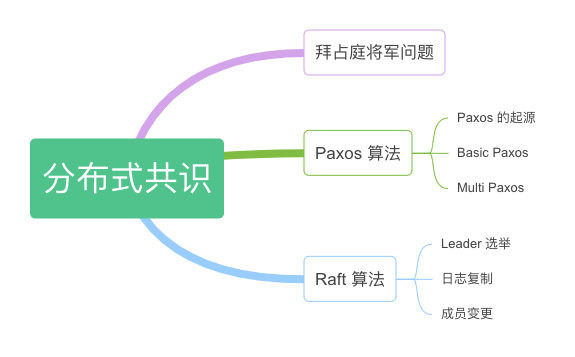 分布式共识
拜占庭将军问题
Paxos 算法
Paxos 的起源
Basic Paxos
Multi Paxos
Raft 算法
Leader 选举
日志复制
成员变更